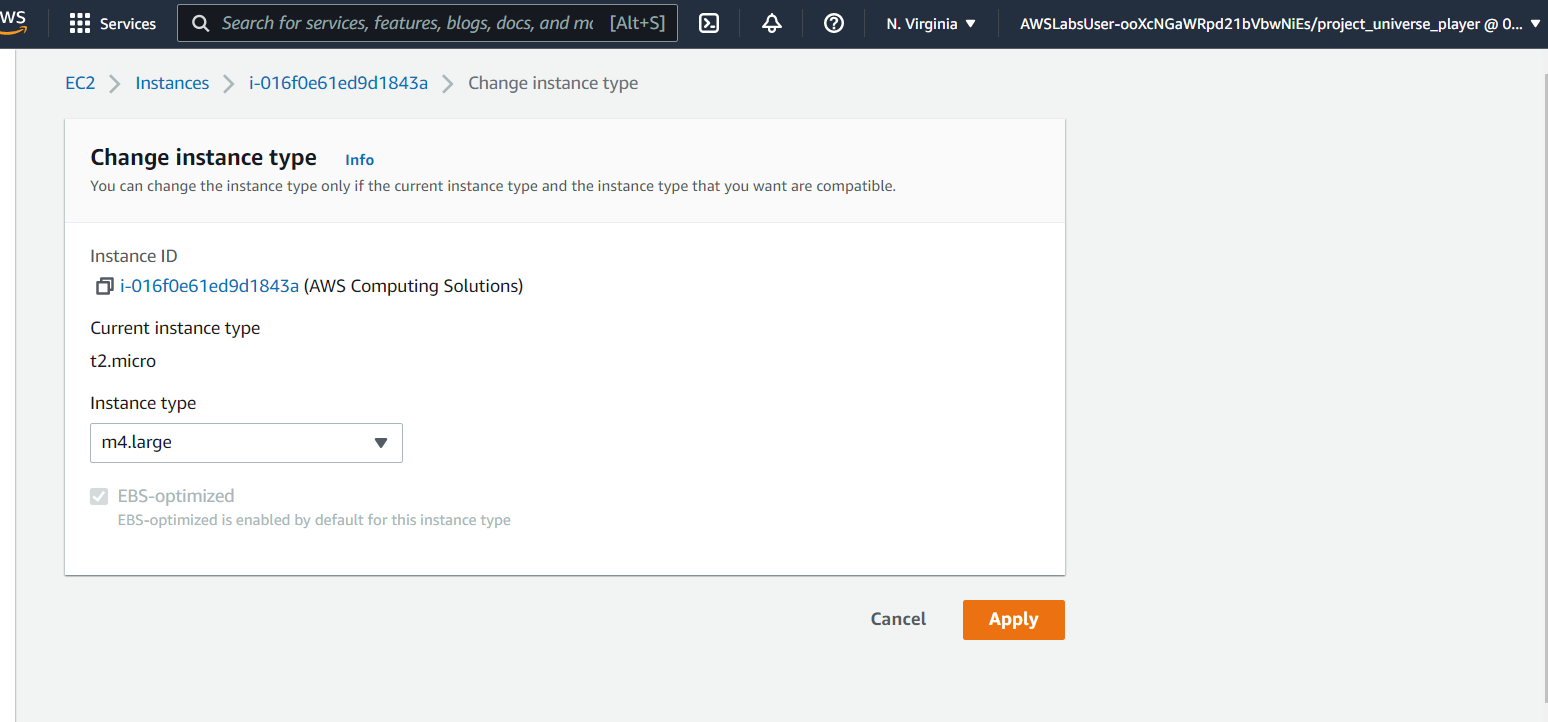 Services Search for services, features, blogs, docs, and mo [Alt+S] N. Virginia AWSLabsUser-ooXcNGaWRpd21bVbwNiEs/project_universe_player @ 0...
EC2 Instances i-016f0e61ed9d1843a Change instance type
Change instance type Info
You can change the instance type only if the current instance type and the instance type that you want are compatible.
Instance ID
i-016f0e61ed9d1843a (AWS Computing Solutions)
Current instance type
t2.micro
Instance type
m4.large
EBS-optimized
EBS-optimized is enabled by default for this instance type
Cancel Apply